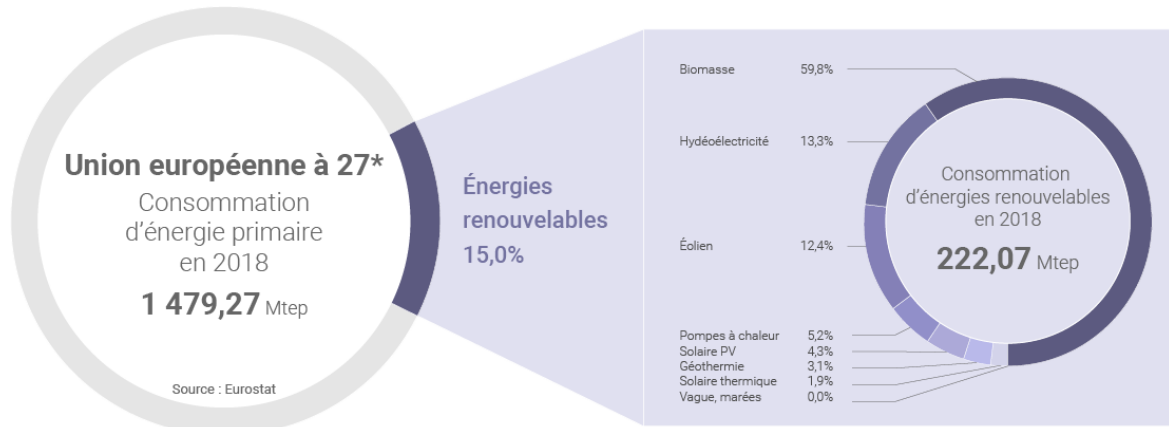 Union européenne à 27*
Consommation
d'énergie primaire
en 2018
1 479,27 Mtep
Source : Eurostat
Énergies
renouvelables
15,0%
Biomasse 59,8%
Hydéoélectricité 13,3%
Éolien 12,4%
Pompes à chaleur 5,2%
Solaire PV 4,3%
Géothermie 3,1%
Solaire thermique 1,9%
Vague, marées 0,0%
Consommation
d'énergies renouvelables
en 2018
222,07 Mtep